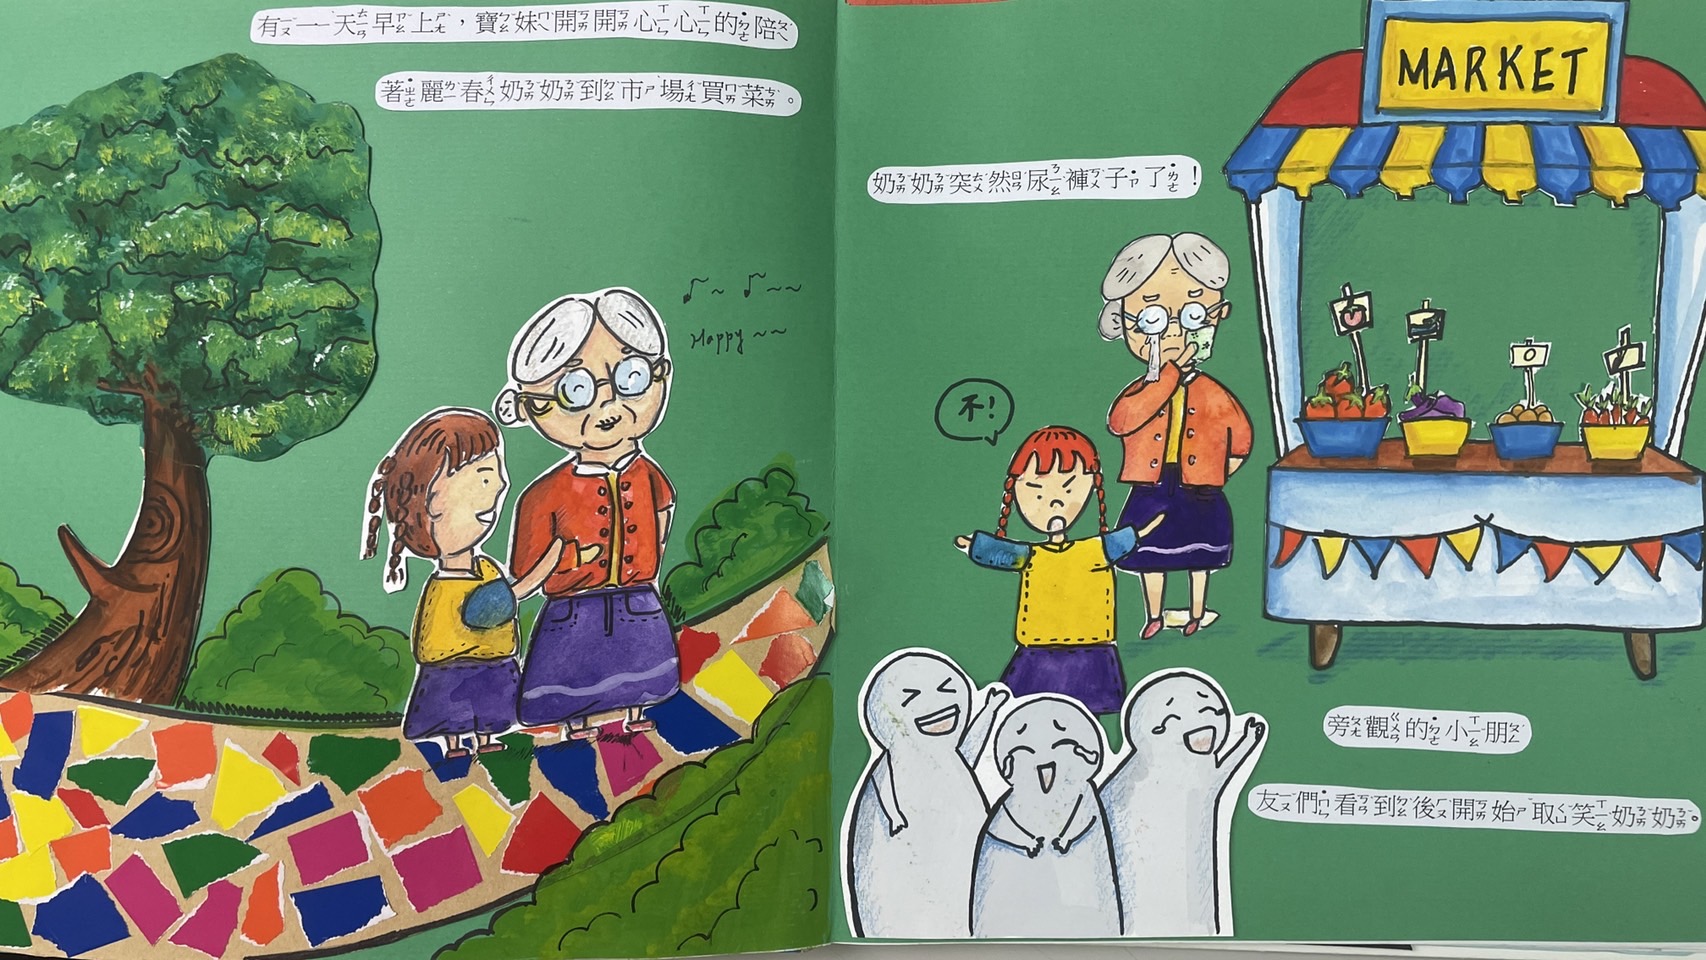 有一天早上，寶妹開開心心的陪
著麗春奶奶到市場買菜。
Happy~~
MARKET
奶奶突然尿褲子了！
不！
旁觀的小朋
友們看到後開始取笑奶奶。